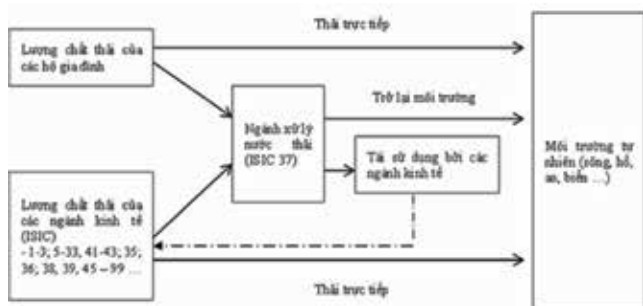 Thải trực tiếp
Lượng chất thải của
các hộ gia đình
Ngành xử lý
nước thải
(ISIC 37)
Trở lại môi trường
Tái sử dụng bởi các
ngành kinh tế
Môi trường tự
nhiên (sông, hồ,
ao, biển ...)
Lượng chất thải của
các ngành kinh tế
(ISIC)
- 1-3; 5-33, 41-43; 35;
36; 38, 39, 45 – 99 ...
Thải trực tiếp